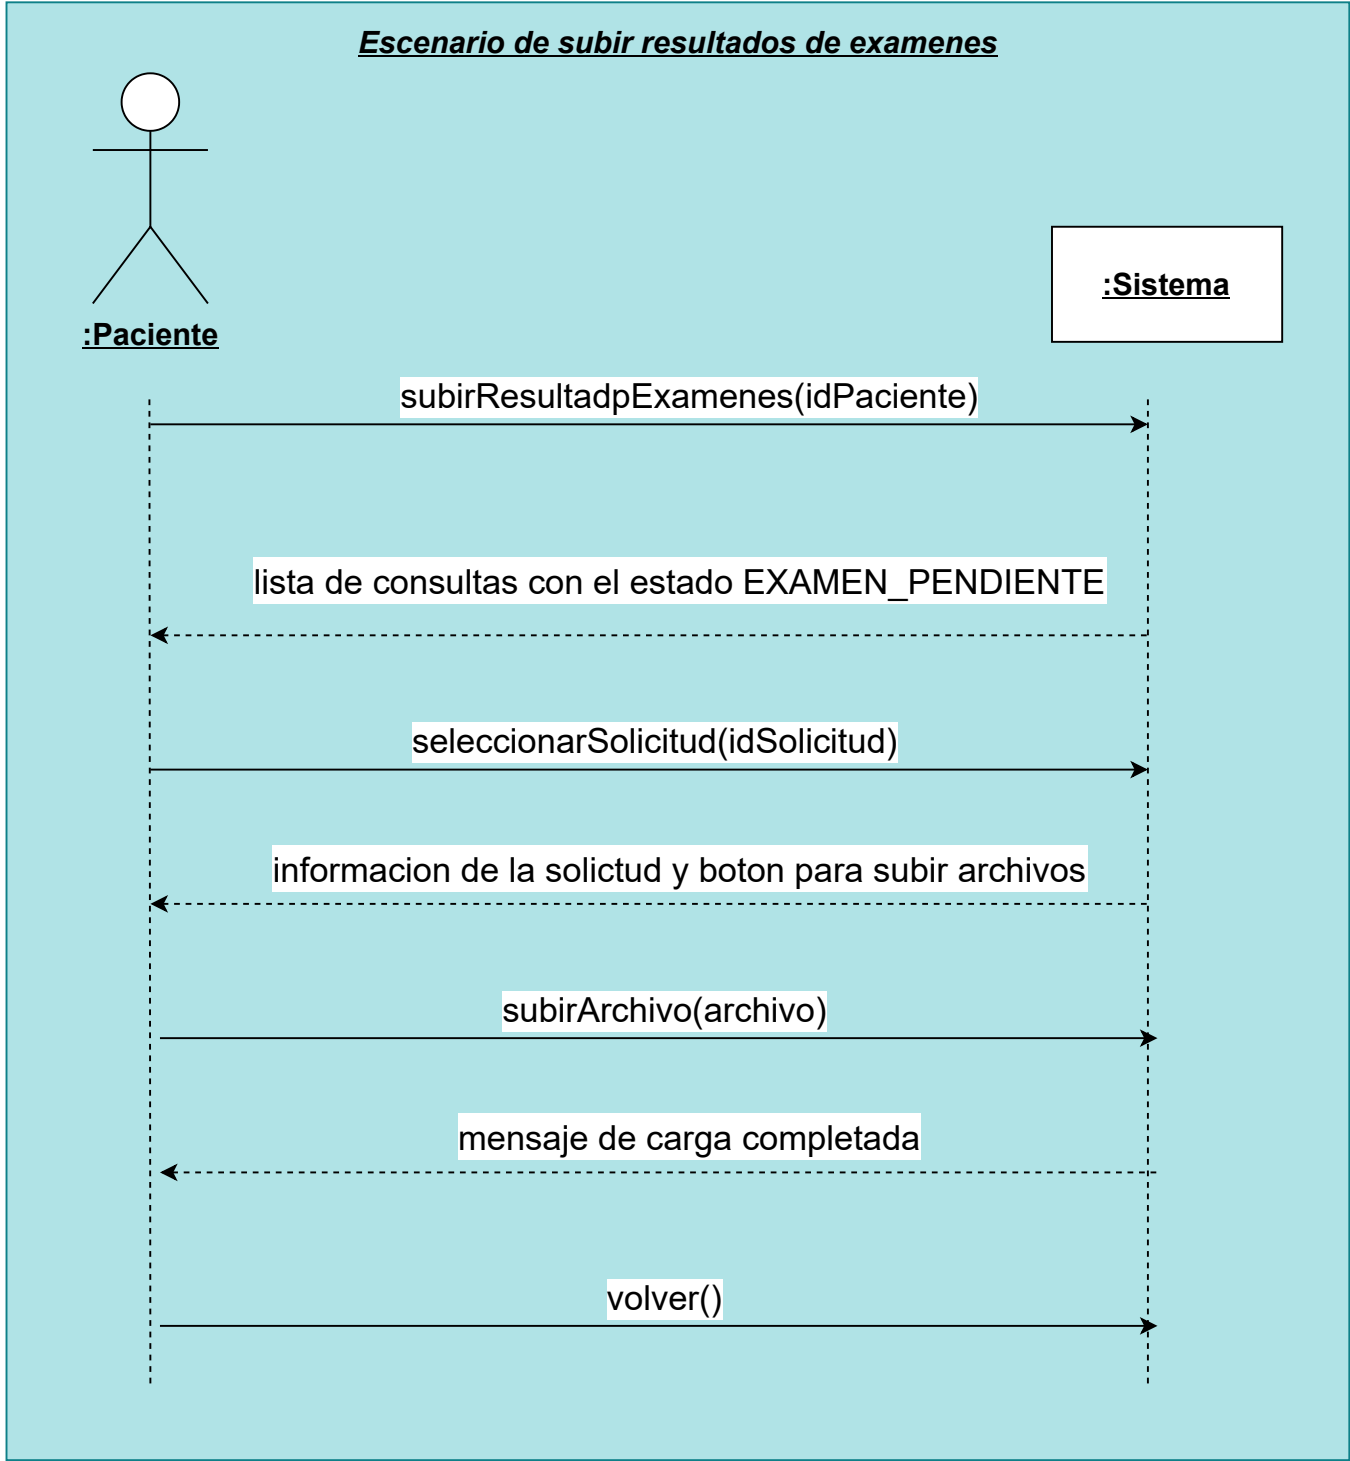 Escenario de subir resultados de examenes
:Paciente
:Sistema
subirResultadpExamenes(idPaciente)
lista de consultas con el estado EXAMEN_PENDIENTE
seleccionarSolicitud(idSolicitud)
informacion de la solictud y boton para subir archivos
subirArchivo(archivo)
mensaje de carga completada
volver()